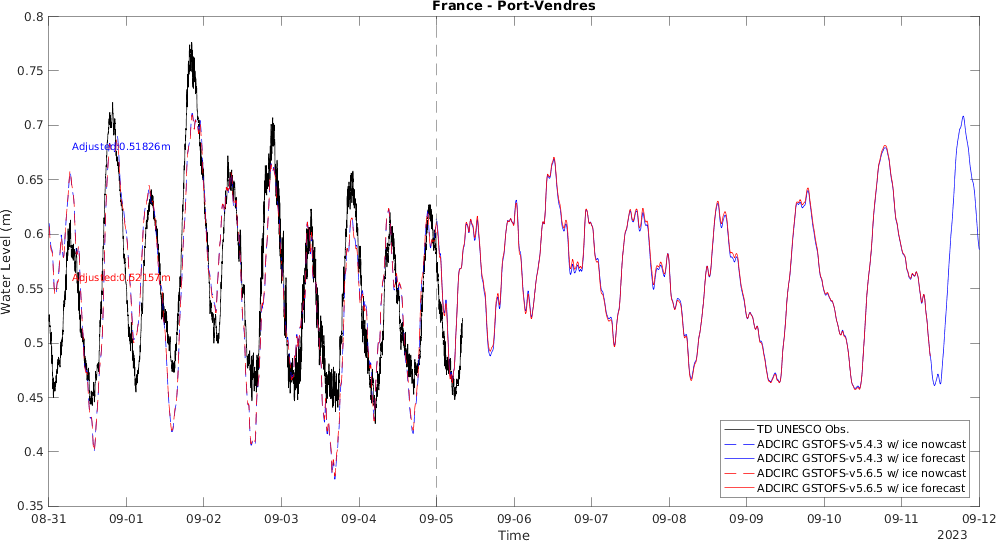 France - Port-Vendres
0.8
0.75
0.7
0.65
0.6
0.55
0.5
0.45
0.4
0.35
Water Level (m)
Adjusted:0.51826m
Adjusted:0.52157m
TD UNESCO Obs.
ADCIRC GSTOFS-v5.4.3 w/ ice nowcast
ADCIRC GSTOFS-v5.4.3 w/ ice forecast
ADCIRC GSTOFS-v5.6.5 w/ ice nowcast
ADCIRC GSTOFS-v5.6.5 w/ ice forecast
08-31 09-01 09-02 09-03 09-04 09-05 09-06 09-07 09-08 09-09 09-10 09-11 09-12
Time
2023